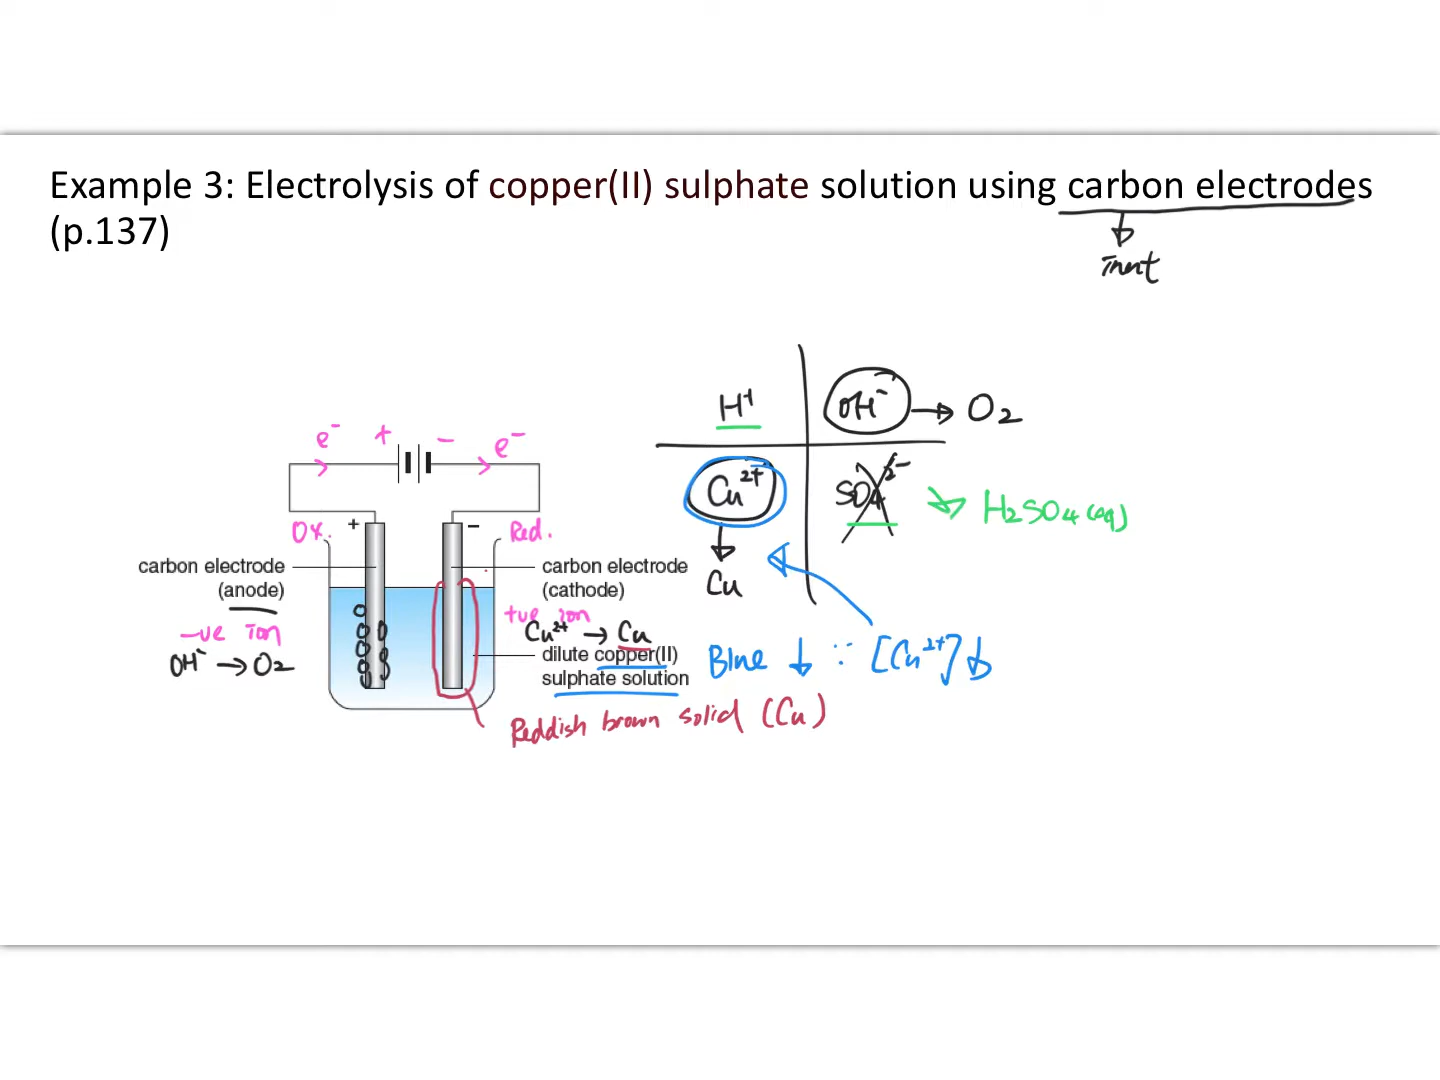 Example 3: Electrolysis of copper(II) sulphate solution using carbon electrodes
(p.137)
Inert
H⁺
OH⁻ → O₂
e⁻ + − e⁻
Cu²⁺
SO₄²⁻
→ H₂SO₄(aq)
Ox. + − Red.
carbon electrode
(anode)
carbon electrode
(cathode)
Cu
-ve ion
OH⁻ → O₂
+ve ion
Cu²⁺ → Cu
dilute copper(II)
sulphate solution
Blue ↓ ∵ [Cu²⁺] ↓
Reddish brown solid (Cu)